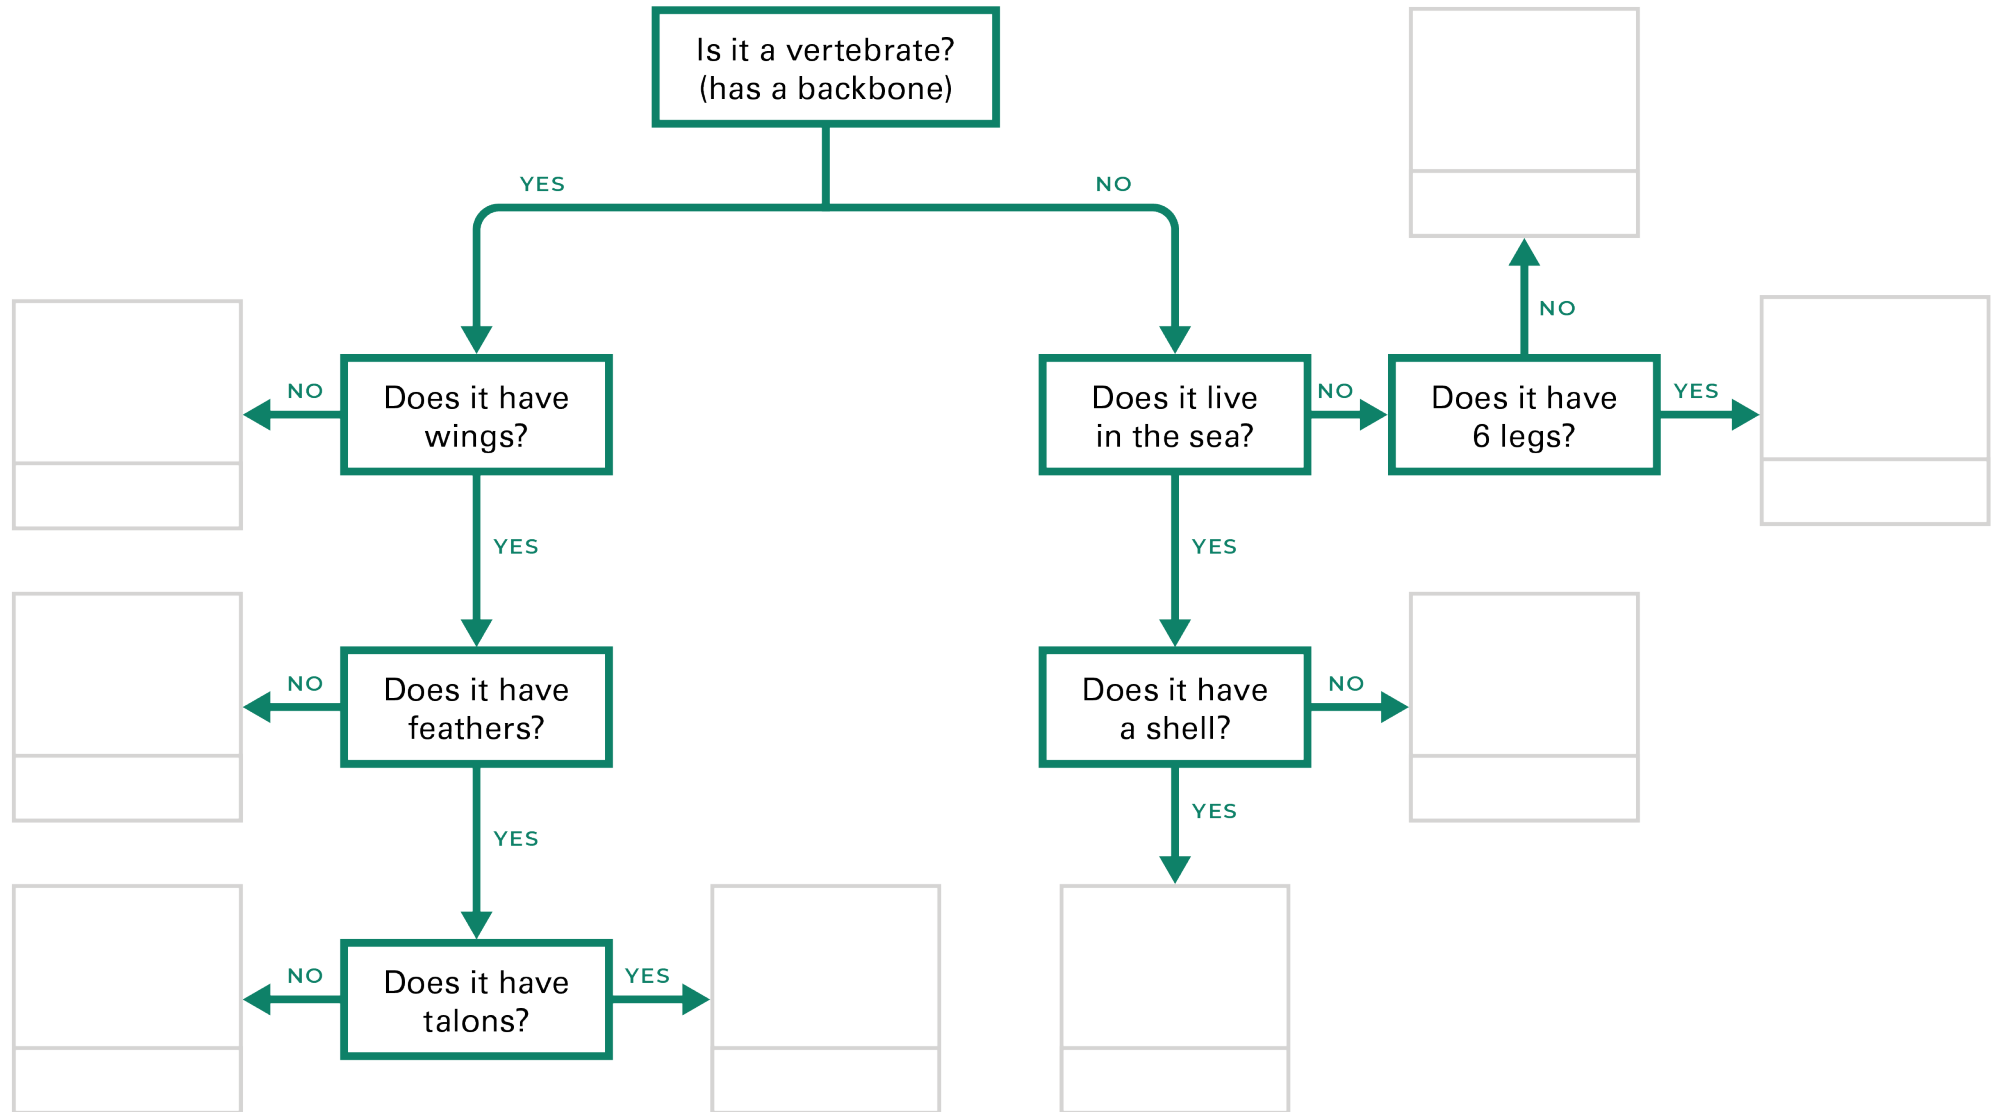 Is it a vertebrate?
(has a backbone)
YES
NO
NO
NO
Does it have
wings?
Does it live
in the sea?
NO
Does it have
6 legs?
YES
YES
YES
NO
Does it have
feathers?
Does it have
a shell?
NO
YES
YES
NO
Does it have
talons?
YES